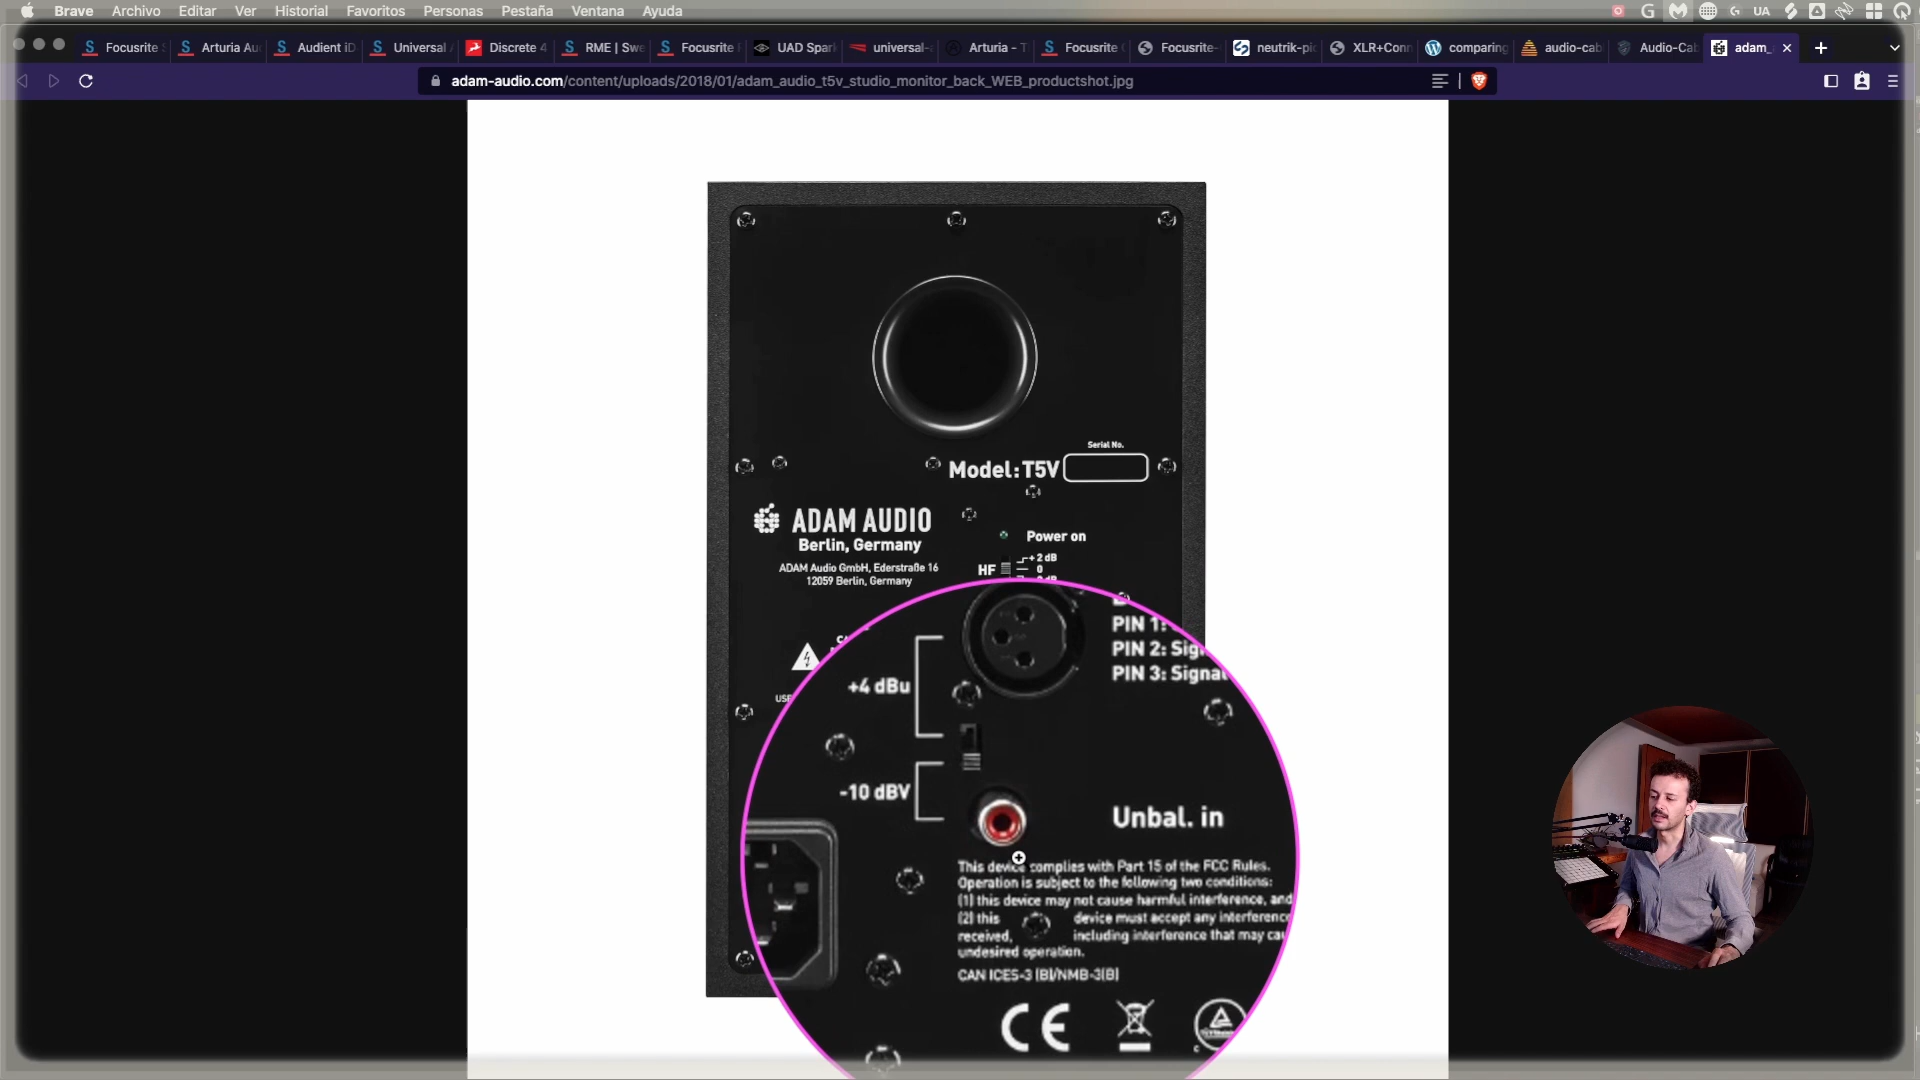 Brave Archivo Editar Ver Historial Favoritos Personas Pestaña Ventana Ayuda
UA
Focusrite Arturia Au Audient iD Universal Discrete 4 RME | Swe Focusrite UAD Spar universal- Arturia - Focusrite Focusrite- neutrik-pi XLR+Conn comparing audio-cab Audio-Cab adam_
adam-audio.com/content/uploads/2018/01/adam_audio_t5v_studio_monitor_back_WEB_productshot.jpg
Serial No.
Model: T5V
ADAM AUDIO
Berlin, Germany
ADAM Audio GmbH, Ederstraße 16
12059 Berlin, Germany
Power on
+2 dB
HF 0
PIN 1:
PIN 2:
PIN 3: Signal
+4 dBu
-10 dBV
Unbal. in
This device complies with Part 15 of the FCC Rules.
Operation is subject to the following two conditions:
(1) this device may not cause harmful interference, and
(2) this device must accept any interference
received, including interference that may
undesired operation.
CAN ICES-3 (B)/NMB-3(B)
CE